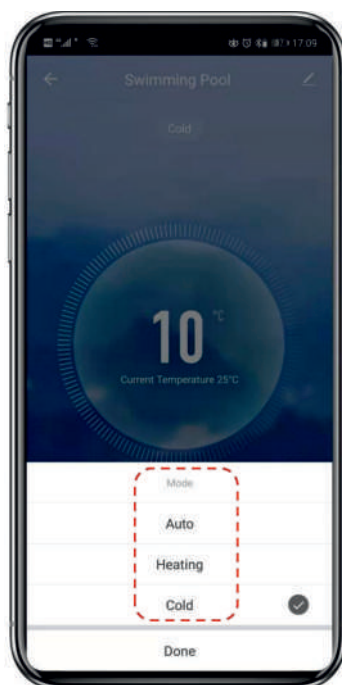 17:09
Swimming Pool
Cold
10 °C
Current Temperature 25°C
Mode
Auto
Heating
Cold
Done